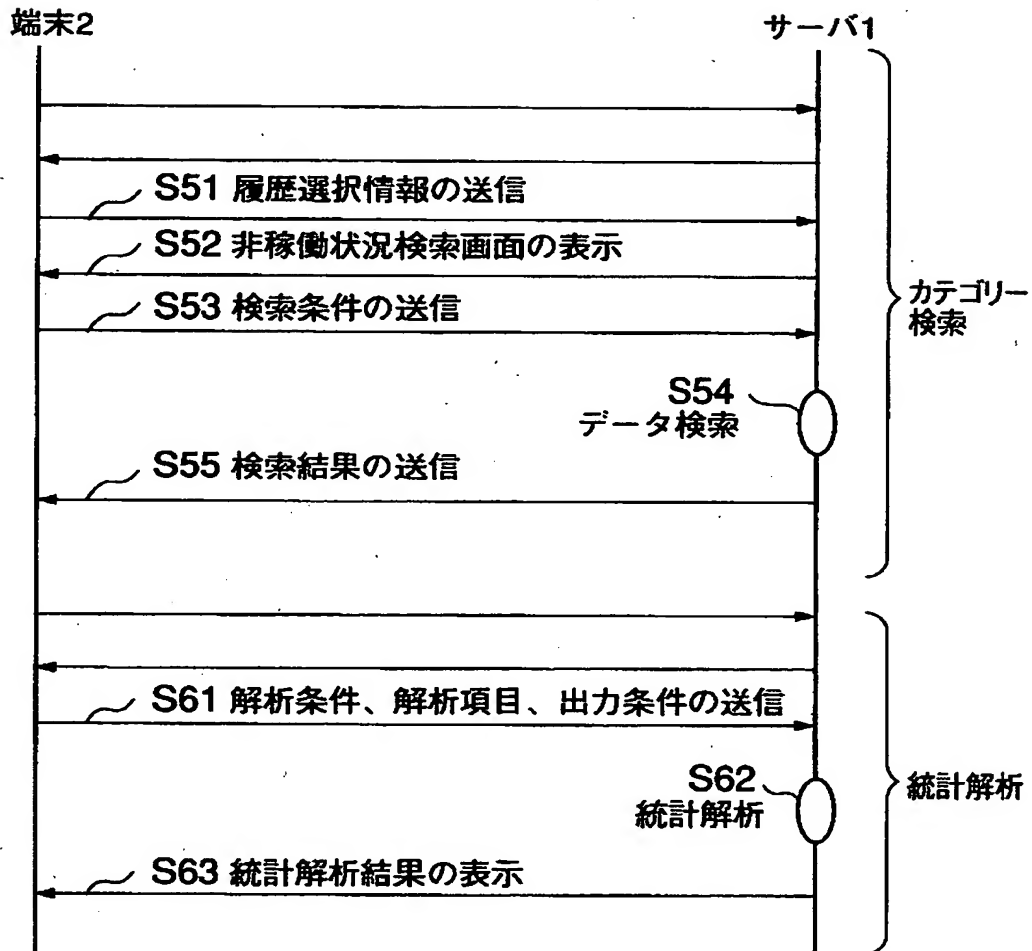 端末2
サーバ1
S51 履歴選択情報の送信
S52 非稼働状況検索画面の表示
S53 検索条件の送信
カテゴリー
検索
S54
データ検索
S55 検索結果の送信
S61 解析条件、解析項目、出力条件の送信
S62
統計解析
統計解析
S63 統計解析結果の表示